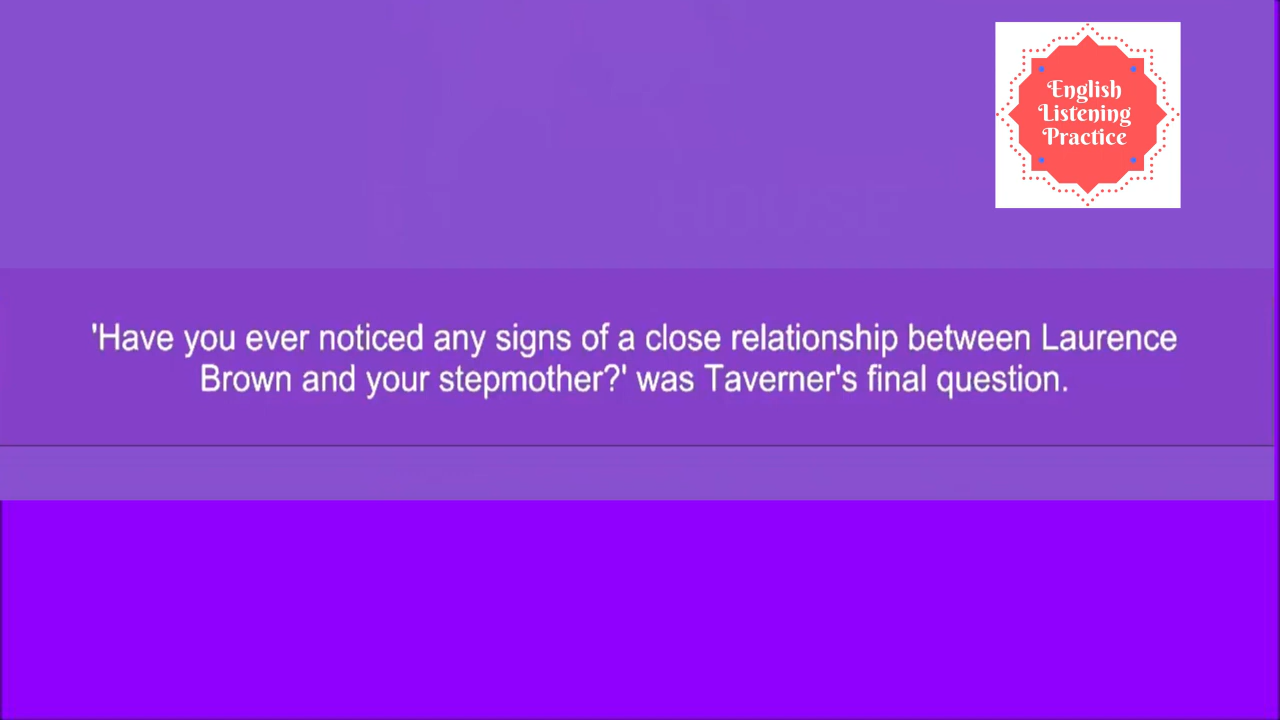 English
Listening
Practice
HOUSE
'Have you ever noticed any signs of a close relationship between Laurence
Brown and your stepmother?' was Taverner's final question.